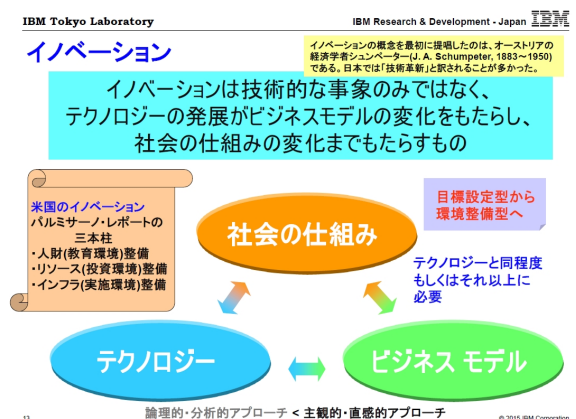 IBM Tokyo Laboratory
IBM Research & Development - Japan IBM
イノベーション
イノベーションの概念を最初に提唱したのは、オーストリアの
経済学者シュンペーター(J. A. Schumpeter, 1883～1950)
である。日本では「技術革新」と訳されることが多かった。
イノベーションは技術的な事象のみではなく、
テクノロジーの発展がビジネスモデルの変化をもたらし、
社会の仕組みの変化までもたらすもの
米国のイノベーション
パルミサーノ・レポートの
三本柱
・人財(教育環境)整備
・リソース(投資環境)整備
・インフラ(実施環境)整備
社会の仕組み
目標設定型から
環境整備型へ
テクノロジーと同程度
もしくはそれ以上に
必要
テクノロジー
ビジネス モデル
論理的・分析的アプローチ < 主観的・直感的アプローチ
© 2015 IBM Corporation